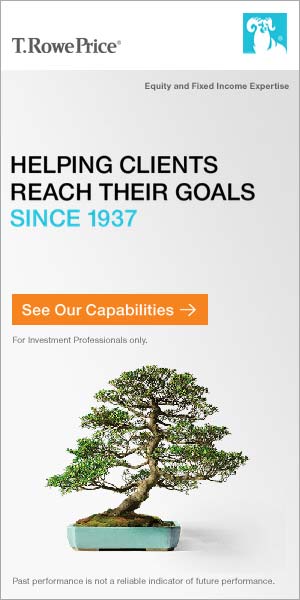 T.RowePrice®
Equity and Fixed Income Expertise
HELPING CLIENTS
REACH THEIR GOALS
SINCE 1937
See Our Capabilities →
For Investment Professionals only.
Past performance is not a reliable indicator of future performance.